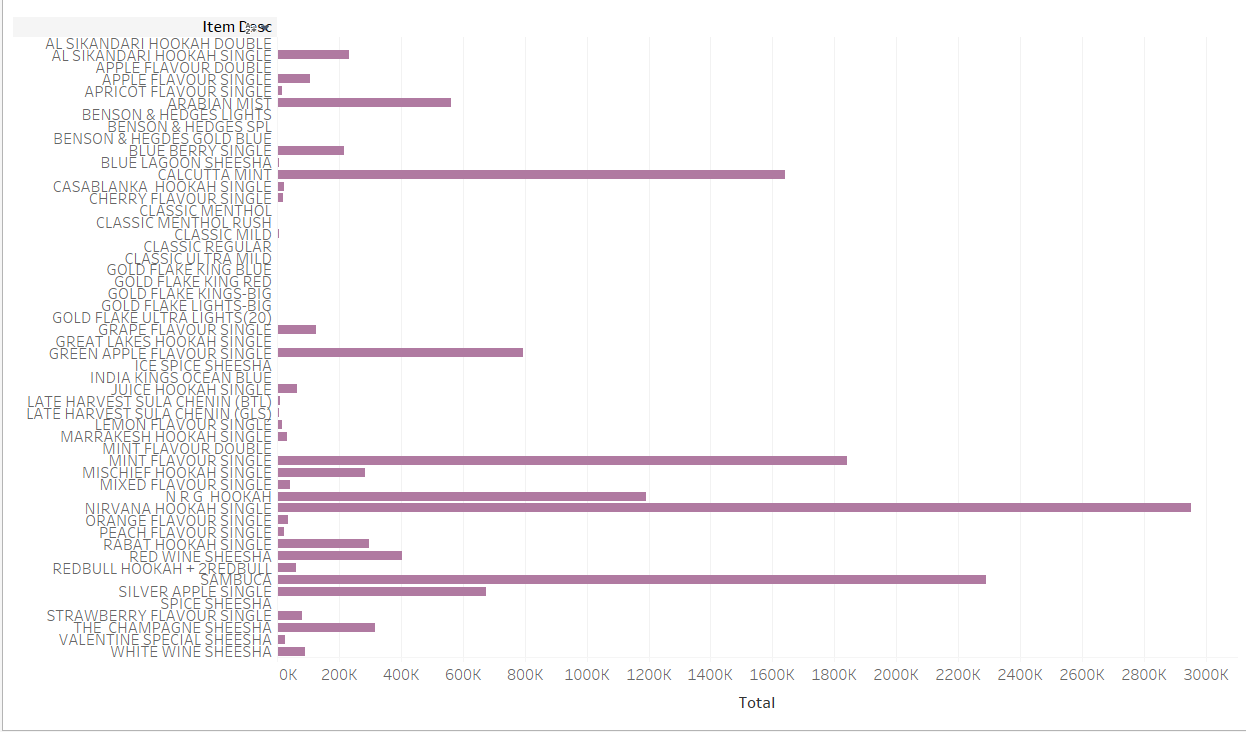 Item Desc
AL SIKANDARI HOOKAH DOUBLE
AL SIKANDARI HOOKAH SINGLE
APPLE FLAVOUR DOUBLE
APPLE FLAVOUR SINGLE
APRICOT FLAVOUR SINGLE
ARABIAN MIST
BENSON & HEDGES LIGHTS
BENSON & HEDGES SPL
BENSON & HEGDES GOLD BLUE
BLUE BERRY SINGLE
BLUE LAGOON SHEESHA
CALCUTTA MINT
CASABLANKA  HOOKAH SINGLE
CHERRY FLAVOUR SINGLE
CLASSIC MENTHOL
CLASSIC MENTHOL RUSH
CLASSIC MILD
CLASSIC REGULAR
CLASSIC ULTRA MILD
GOLD FLAKE KING BLUE
GOLD FLAKE KING RED
GOLD FLAKE KINGS-BIG
GOLD FLAKE LIGHTS-BIG
GOLD FLAKE ULTRA LIGHTS(20)
GRAPE FLAVOUR SINGLE
GREAT LAKES HOOKAH SINGLE
GREEN APPLE FLAVOUR SINGLE
ICE SPICE SHEESHA
INDIA KINGS OCEAN BLUE
JUICE HOOKAH SINGLE
LATE HARVEST SULA CHENIN (BTL)
LATE HARVEST SULA CHENIN (GLS)
LEMON FLAVOUR SINGLE
MARRAKESH HOOKAH SINGLE
MINT FLAVOUR DOUBLE
MINT FLAVOUR SINGLE
MISCHIEF HOOKAH SINGLE
MIXED FLAVOUR SINGLE
N R G  HOOKAH
NIRVANA HOOKAH SINGLE
ORANGE FLAVOUR SINGLE
PEACH FLAVOUR SINGLE
RABAT HOOKAH SINGLE
RED WINE SHEESHA
REDBULL HOOKAH + 2REDBULL
SAMBUCA
SILVER APPLE SINGLE
SPICE SHEESHA
STRAWBERRY FLAVOUR SINGLE
THE  CHAMPAGNE SHEESHA
VALENTINE SPECIAL SHEESHA
WHITE WINE SHEESHA
0K 200K 400K 600K 800K 1000K 1200K 1400K 1600K 1800K 2000K 2200K 2400K 2600K 2800K 3000K
Total